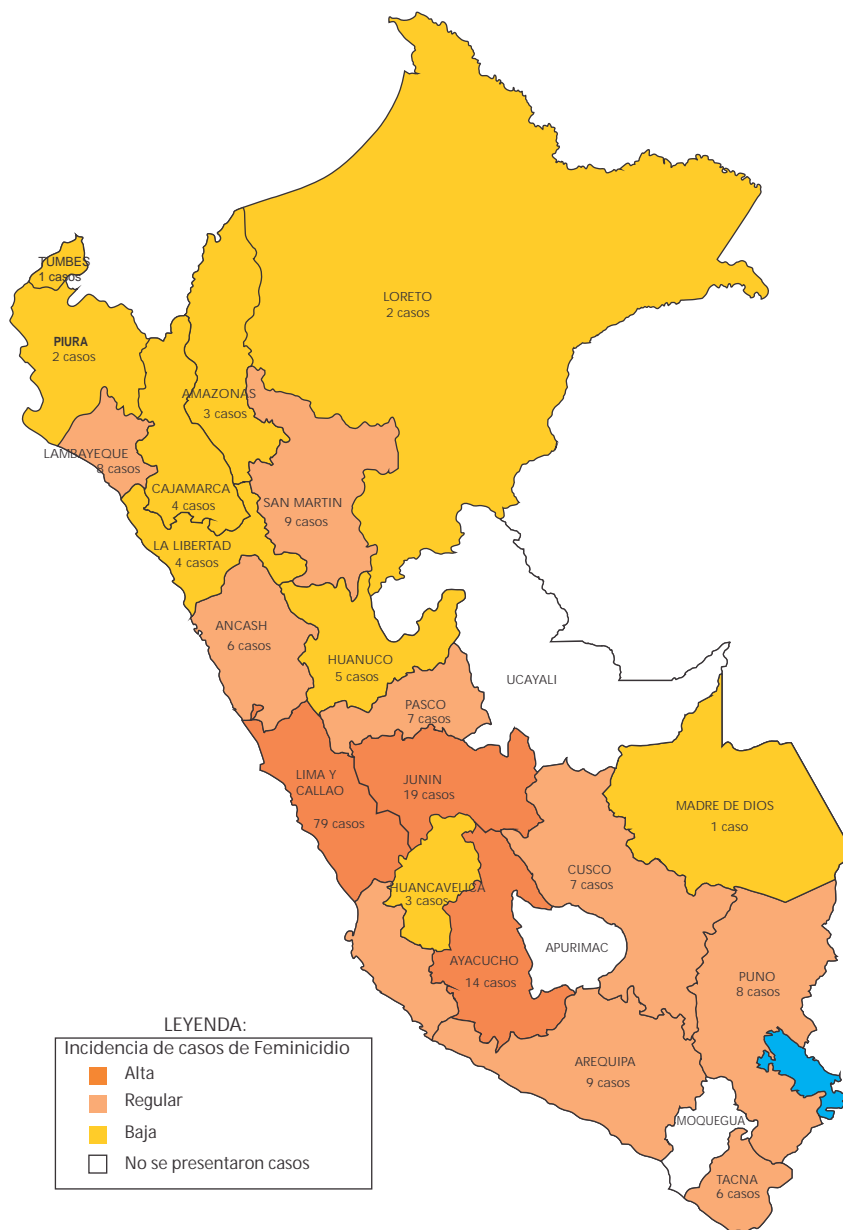 TUMBES
1 casos
LORETO
2 casos
PIURA
2 casos
AMAZONAS
3 casos
LAMBAYEQUE
8 casos
CAJAMARCA
4 casos
SAN MARTIN
9 casos
LA LIBERTAD
4 casos
ANCASH
6 casos
HUANUCO
5 casos
UCAYALI
PASCO
7 casos
LIMA Y
CALLAO
79 casos
JUNIN
19 casos
MADRE DE DIOS
1 caso
CUSCO
7 casos
HUANCAVELICA
3 casos
APURIMAC
AYACUCHO
14 casos
PUNO
8 casos
AREQUIPA
9 casos
MOQUEGUA
TACNA
6 casos
LEYENDA:
Incidencia de casos de Feminicidio
Alta
Regular
Baja
No se presentaron casos